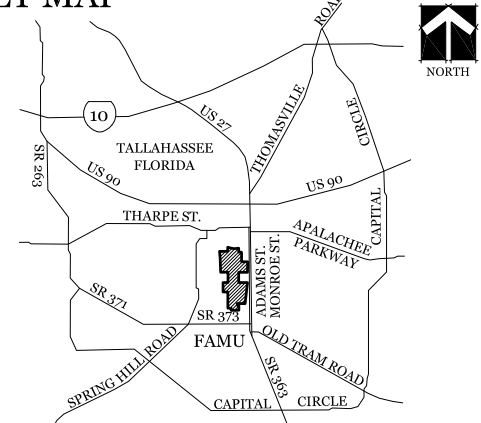 ROAD
NORTH
10
US 27
THOMASVILLE
CIRCLE
TALLAHASSEE
FLORIDA
SR 263
US 90
US 90
CAPITAL
THARPE ST.
APALACHEE
PARKWAY
ADAMS ST.
MONROE ST.
SR 371
SR 373
FAMU
OLD TRAM ROAD
SPRING HILL ROAD
SR 363
CAPITAL CIRCLE